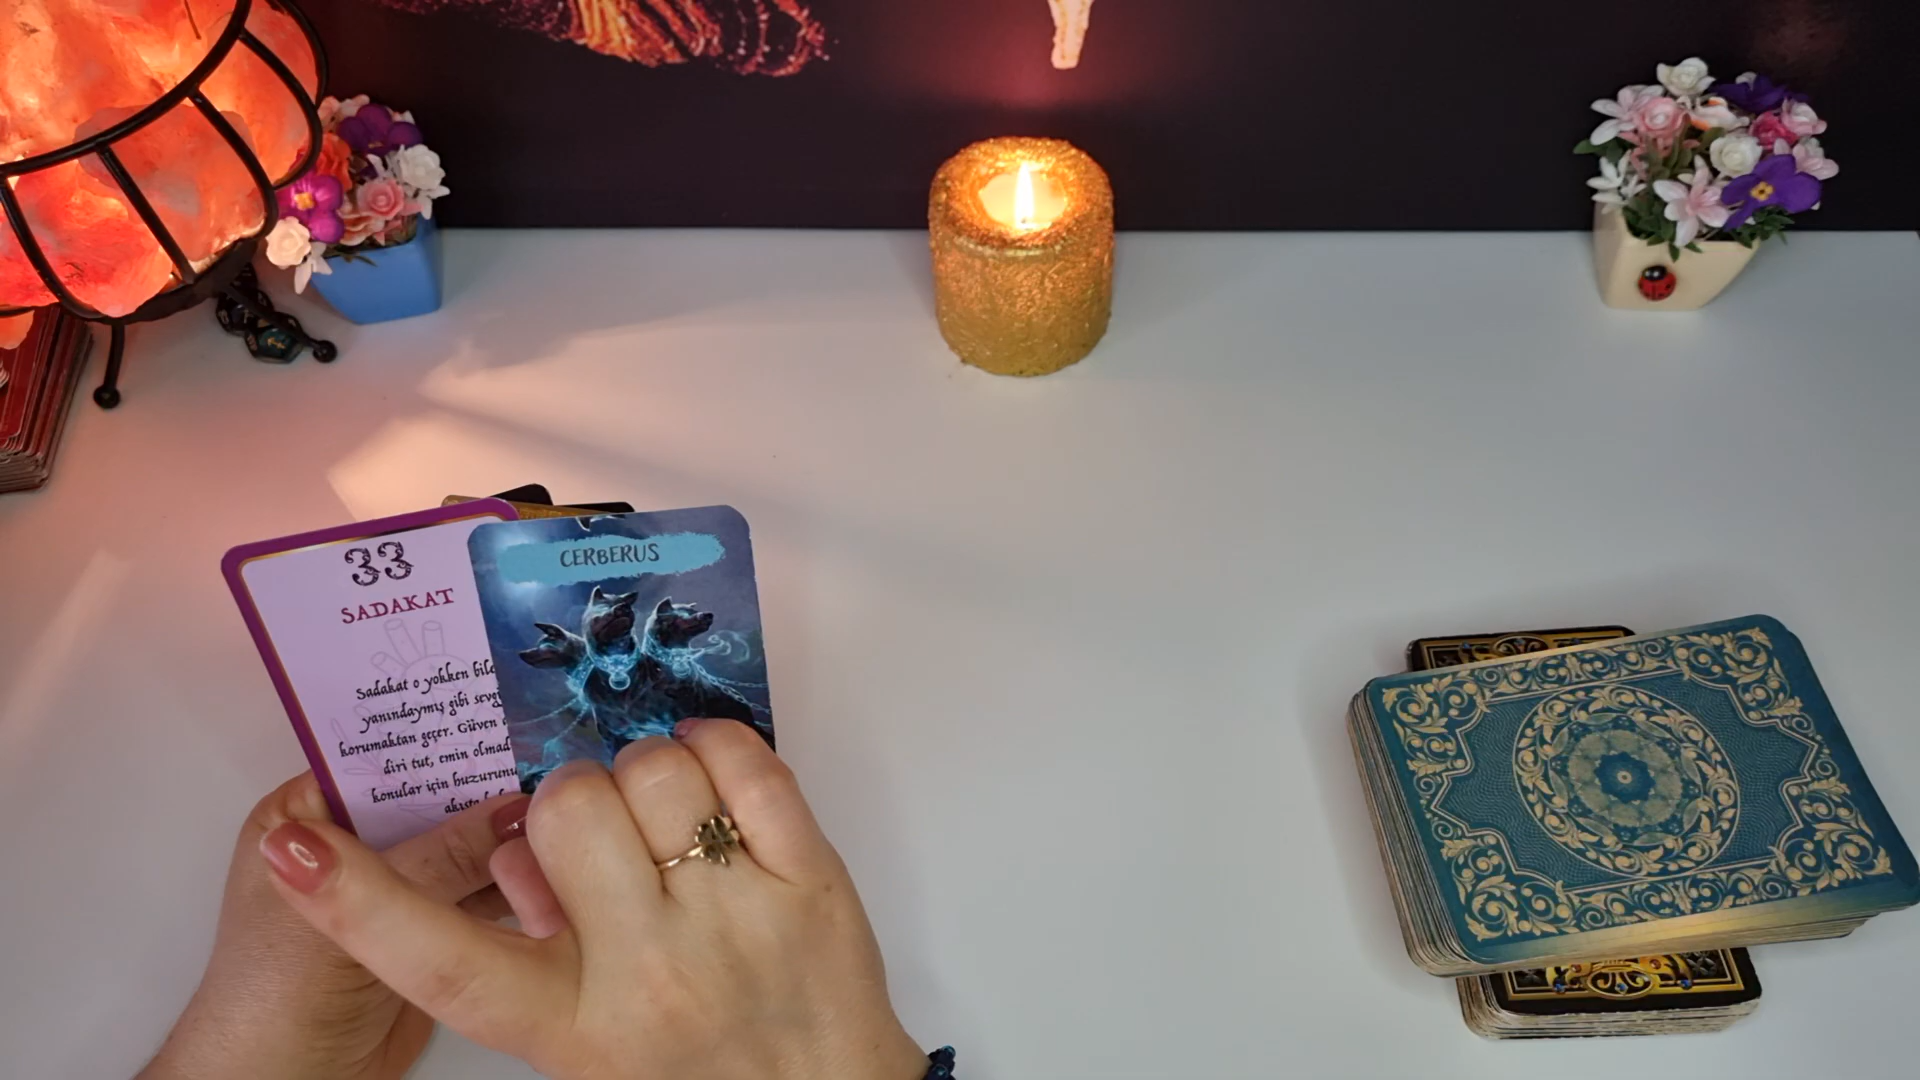 33
SADAKAT
Sadakat o yokken bile
yanındaymış gibi sevgi
korumaktan geçer. Güven
diri tut, emin olmad
konular için huzurunu
akışta
CERBERUS